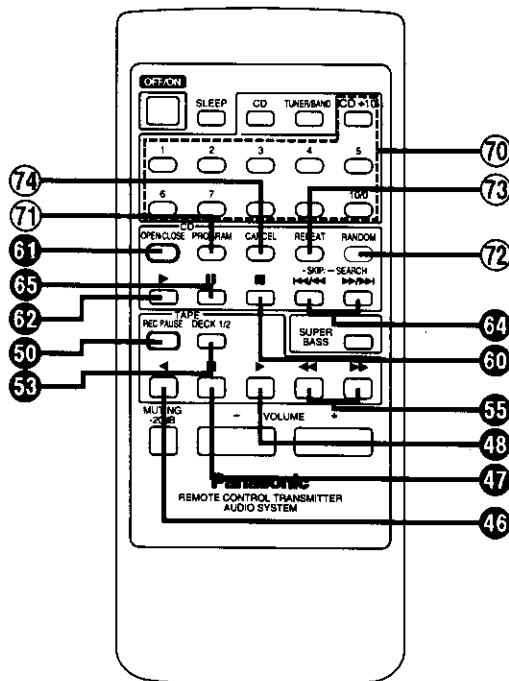 OFF/ON
SLEEP CD TUNER/BAND CD +10
1 2 3 4 5
70
74
6 7 10/0
73
71
CD
OPEN/CLOSE PROGRAM CANCEL REPEAT RANDOM
61
72
-SKIP/-SEARCH
65
62
64
TAPE
REC PAUSE DECK 1/2
SUPER
BASS
50
60
53
55
MUTING
-20dB
- VOLUME +
48
Panasonic
47
REMOTE CONTROL TRANSMITTER
AUDIO SYSTEM
46